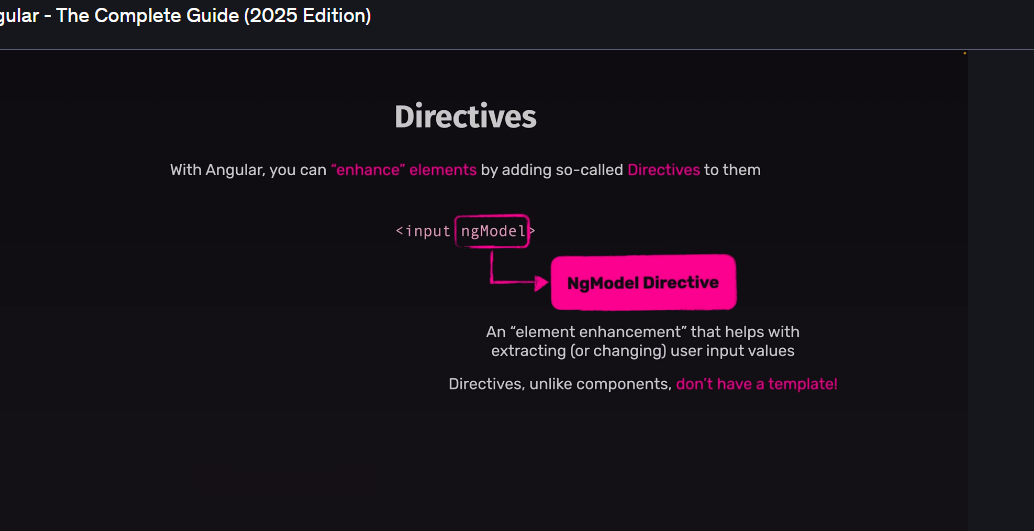 gular - The Complete Guide (2025 Edition)
Directives
With Angular, you can “enhance” elements by adding so-called Directives to them
<input ngModel>
NgModel Directive
An “element enhancement” that helps with
extracting (or changing) user input values
Directives, unlike components, don’t have a template!